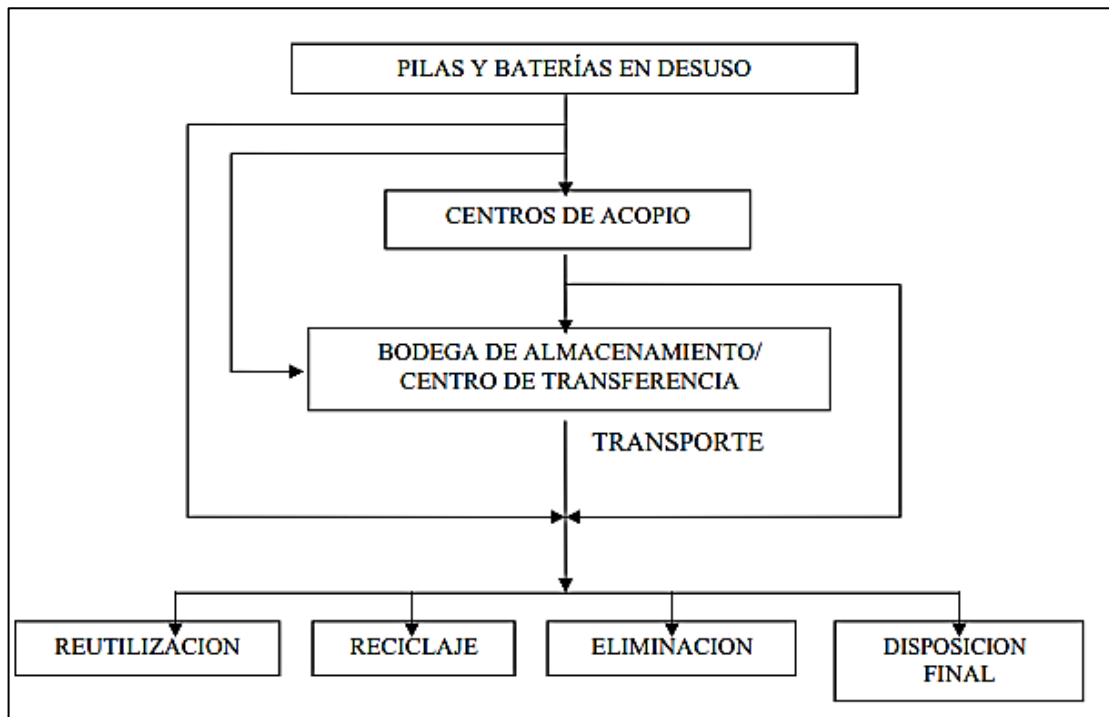 PILAS Y BATERÍAS EN DESUSO
CENTROS DE ACOPIO
BODEGA DE ALMACENAMIENTO/
CENTRO DE TRANSFERENCIA
TRANSPORTE
REUTILIZACION
RECICLAJE
ELIMINACION
DISPOSICION
FINAL